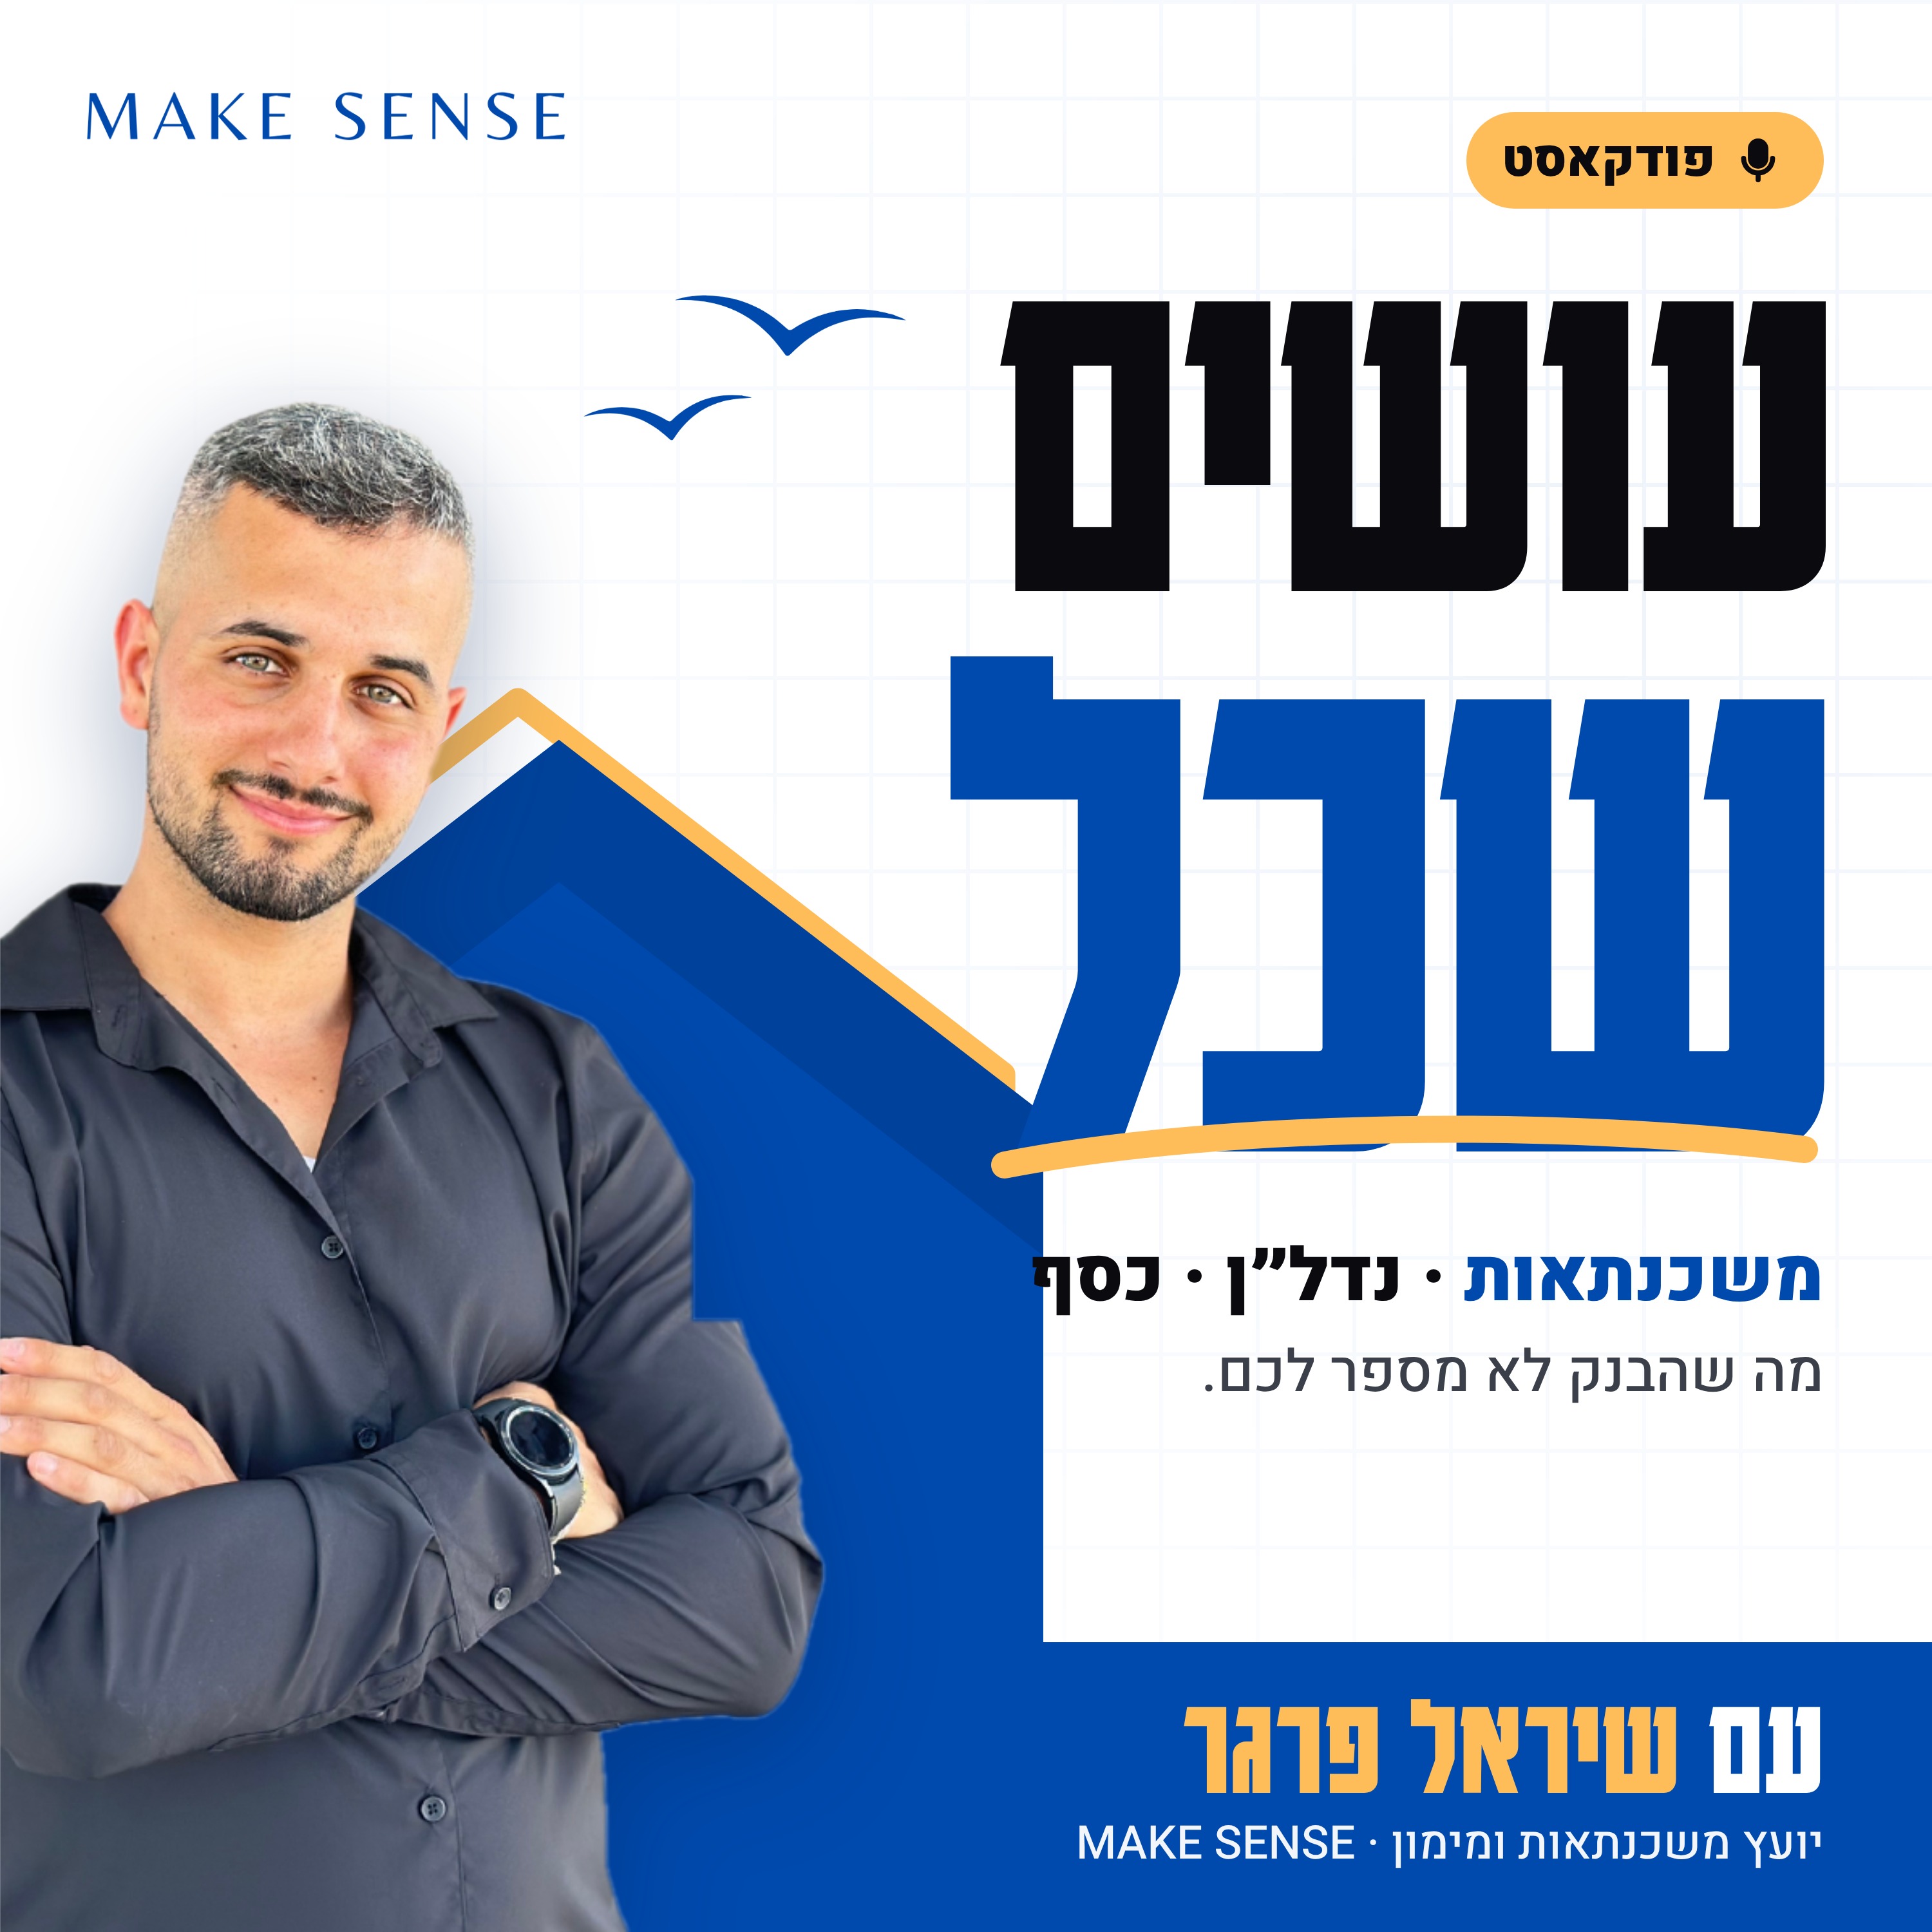 MAKE SENSE
פודקאסט
עושים
שכל
משכנתאות · נדל”ן · כסף
מה שהבנק לא מספר לכם.
עם שיראל פרגר
יועץ משכנתאות ומימון · MAKE SENSE